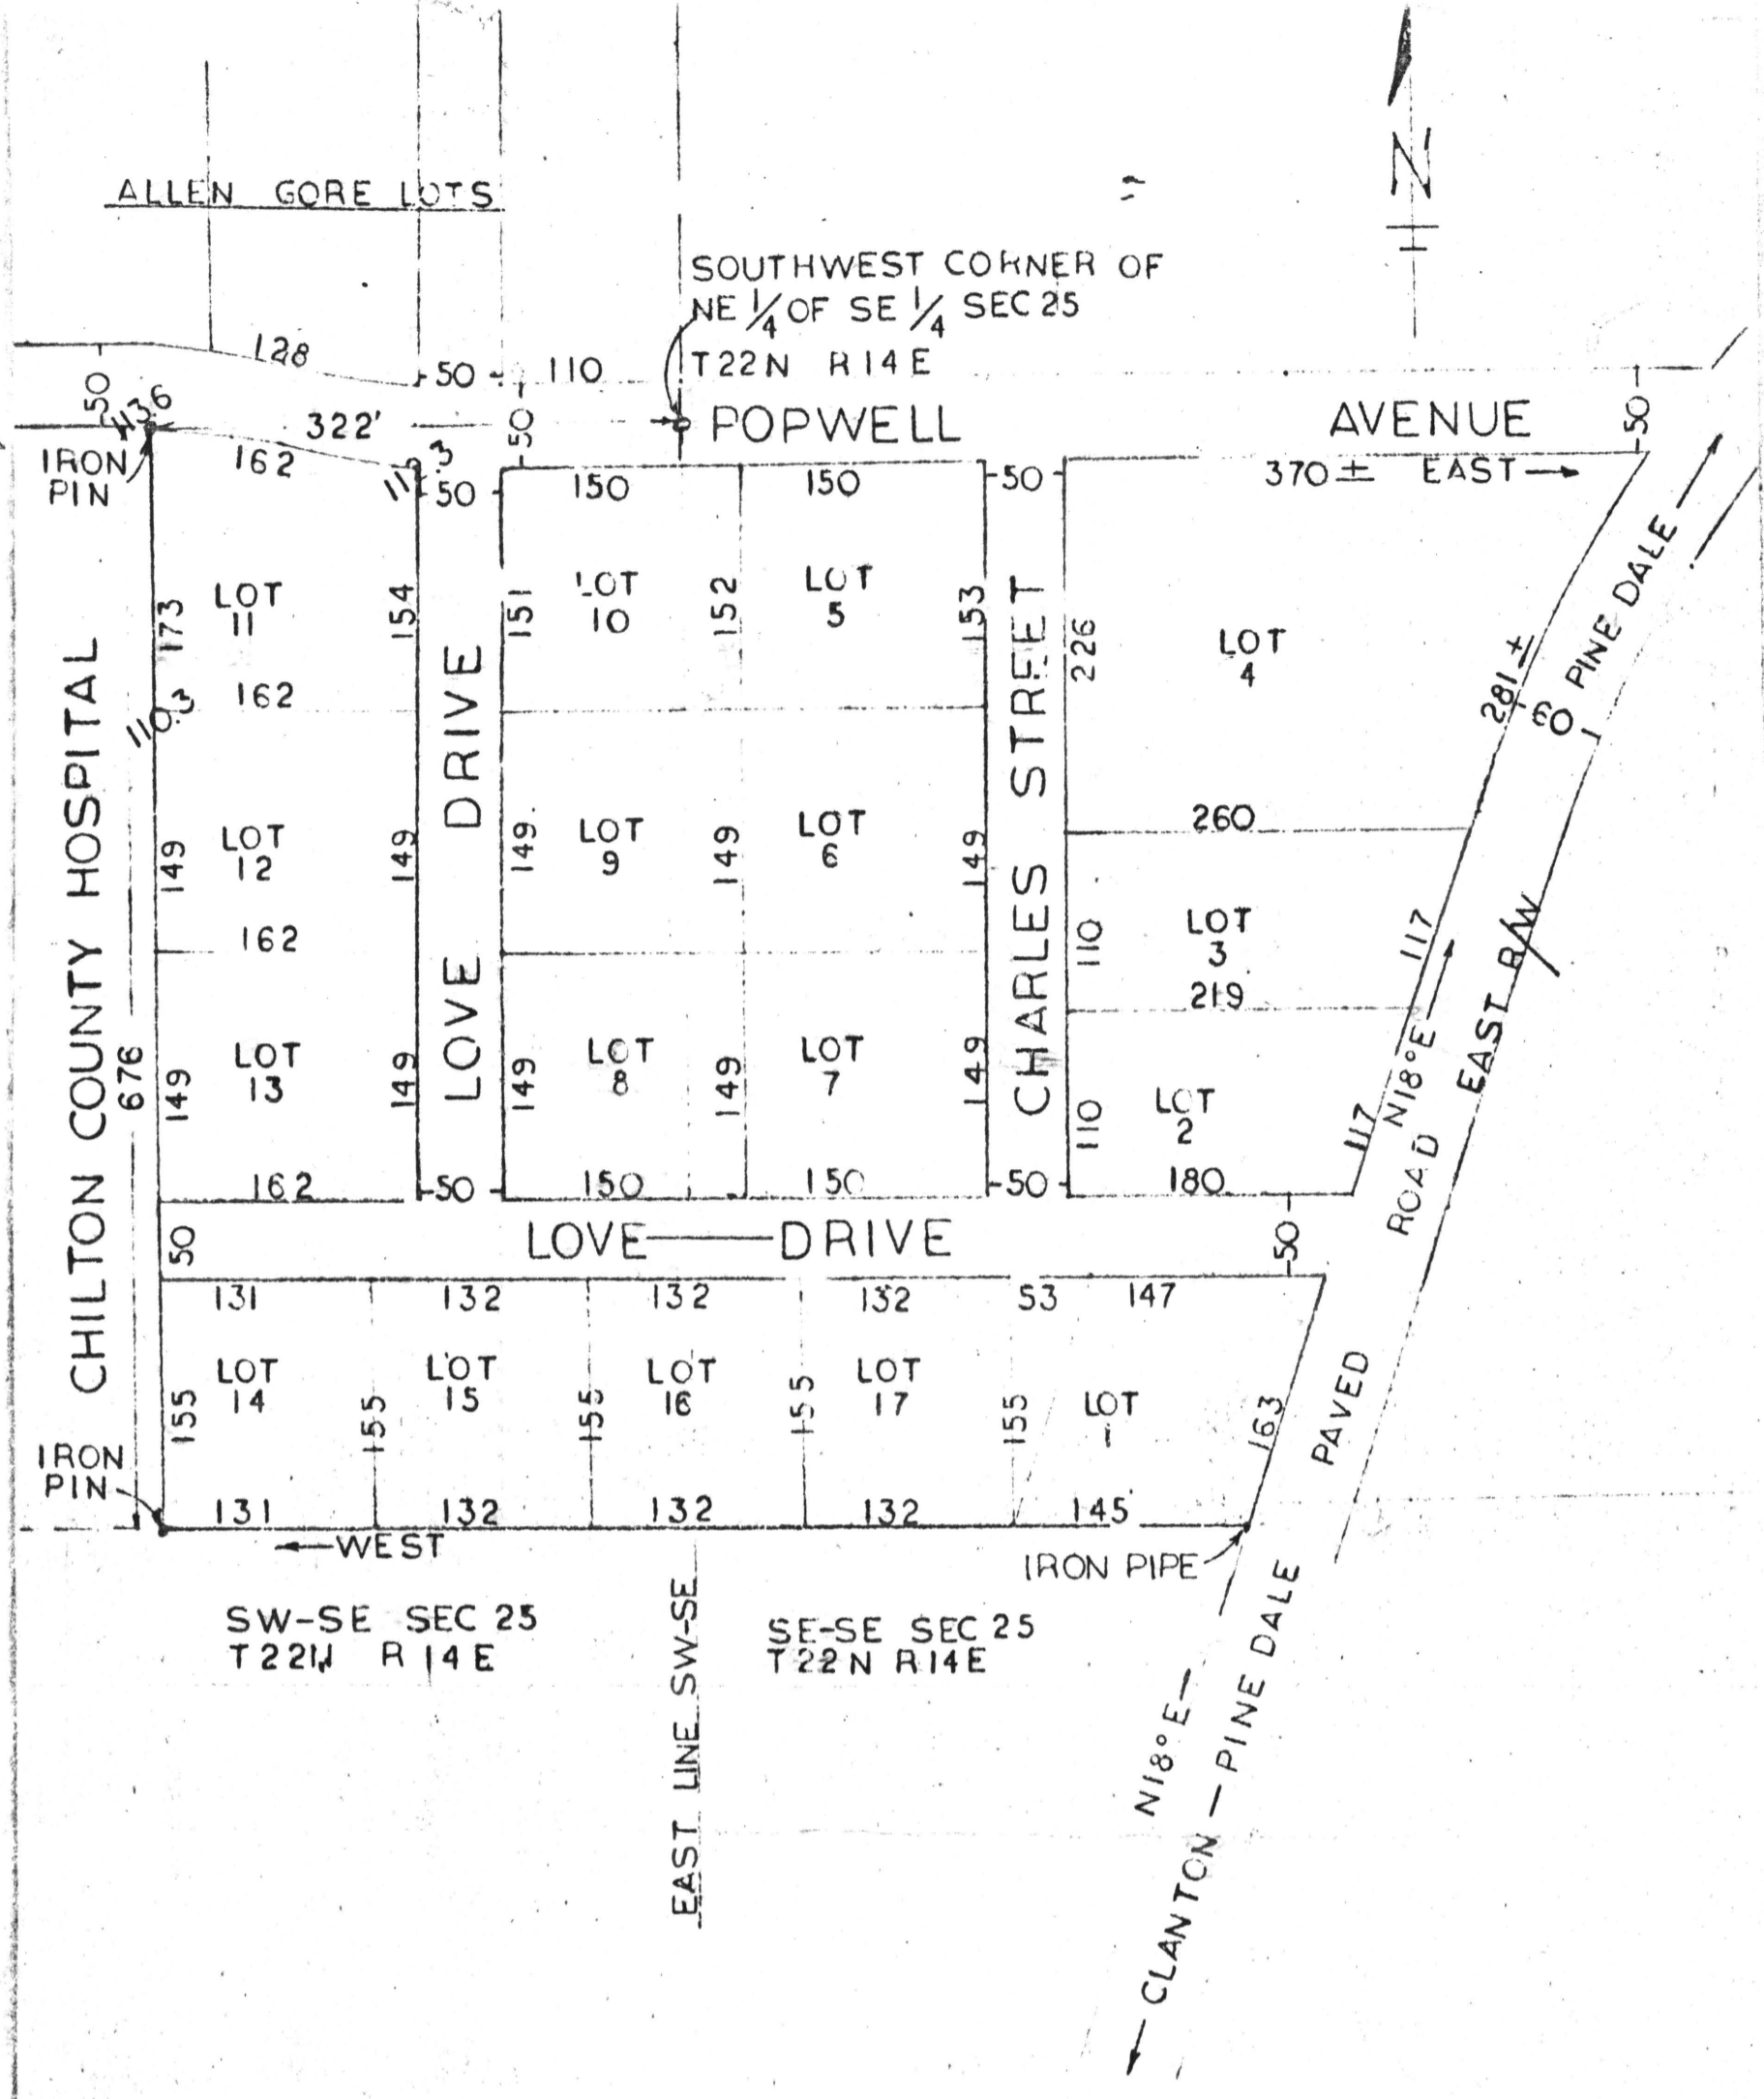 N
ALLEN GORE LOTS
SOUTHWEST CORNER OF
NE 1/4 OF SE 1/4 SEC 25
T22N R14E
128
50
110
50
322'
50
POPWELL
AVENUE
50
IRON
PIN
162
50
150
150
50
370± EAST
CHILTON COUNTY HOSPITAL
676
173
LOT
11
154
LOVE DRIVE
151
LOT
10
152
LOT
5
153
CHARLES STREET
226
LOT
4
281±
60
PINE DALE
162
149
LOT
12
149
149
LOT
9
149
LOT
6
149
260
162
110
LOT
3
117
219
N18°E
EAST R/W
149
LOT
13
149
149
LOT
8
149
LOT
7
149
110
LOT
2
117
ROAD
162
50
150
150
50
180
50
LOVE DRIVE
50
131
132
132
132
S3
147
155
LOT
14
155
LOT
15
155
LOT
16
155
LOT
17
155
LOT
1
163
PAVED
IRON
PIN
131
132
132
132
145
WEST
IRON PIPE
SW-SE SEC 25
T22N R14E
EAST LINE SW-SE
SE-SE SEC 25
T22N R14E
N18°E
CLANTON - PINE DALE